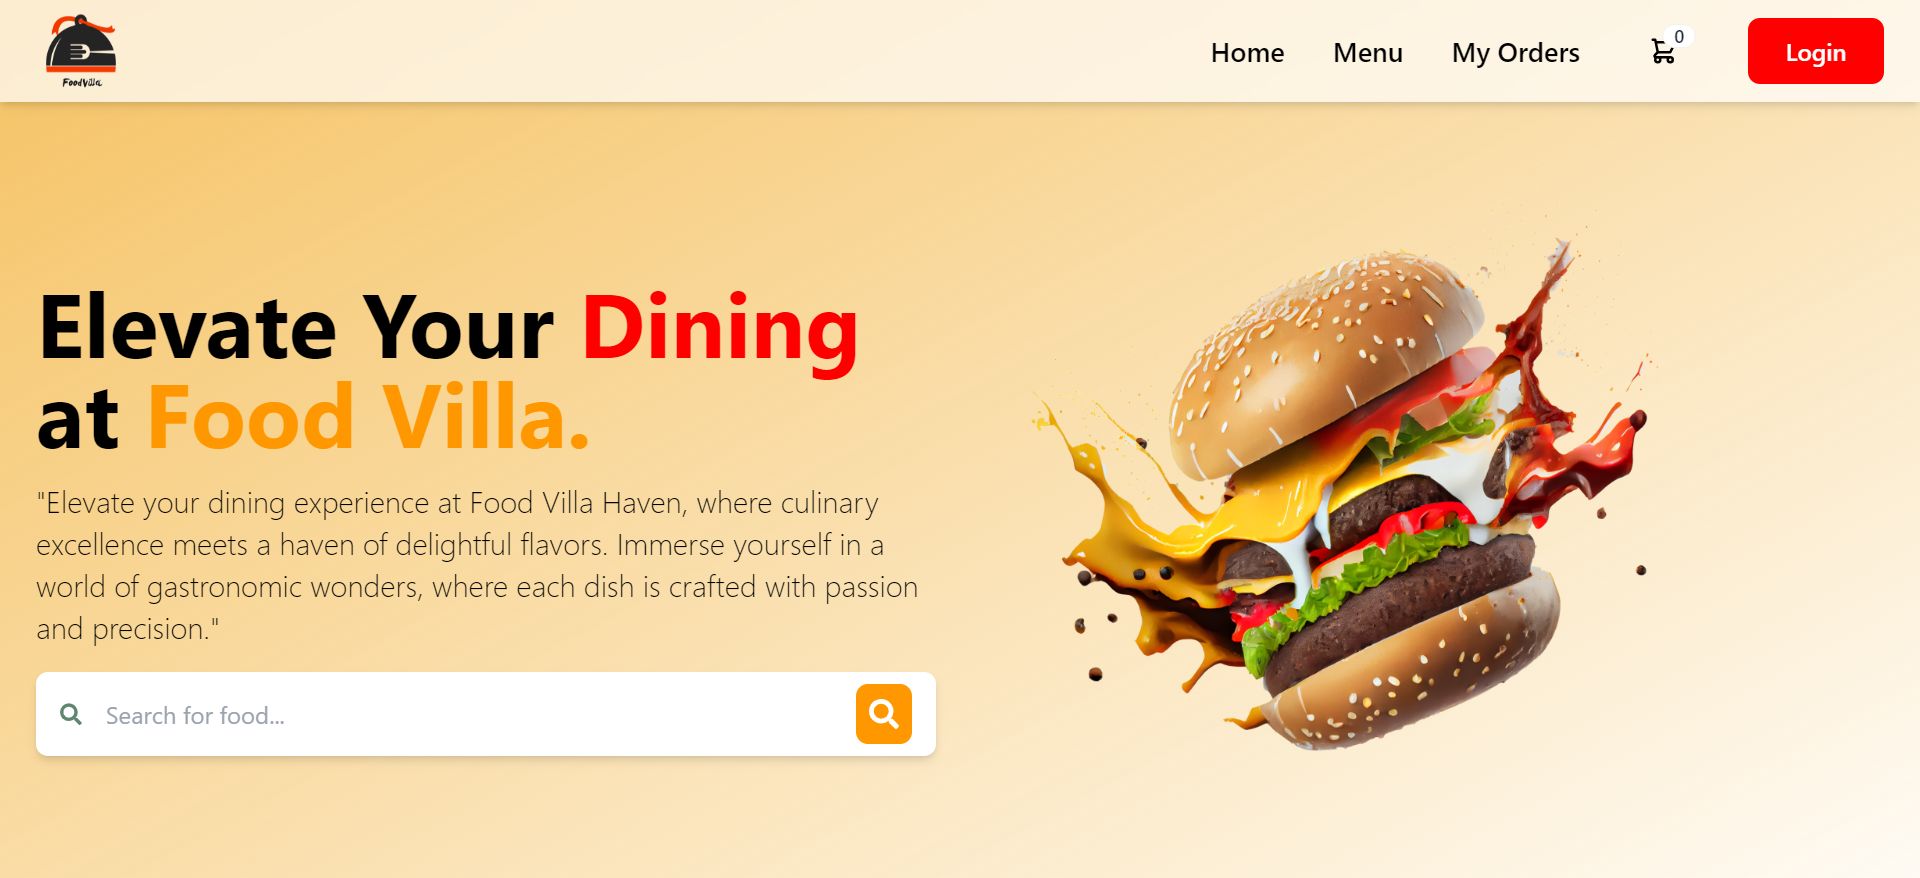 FoodVilla
Home Menu My Orders 0 Login
Elevate Your Dining
at Food Villa.
"Elevate your dining experience at Food Villa Haven, where culinary
excellence meets a haven of delightful flavors. Immerse yourself in a
world of gastronomic wonders, where each dish is crafted with passion
and precision."
Search for food...